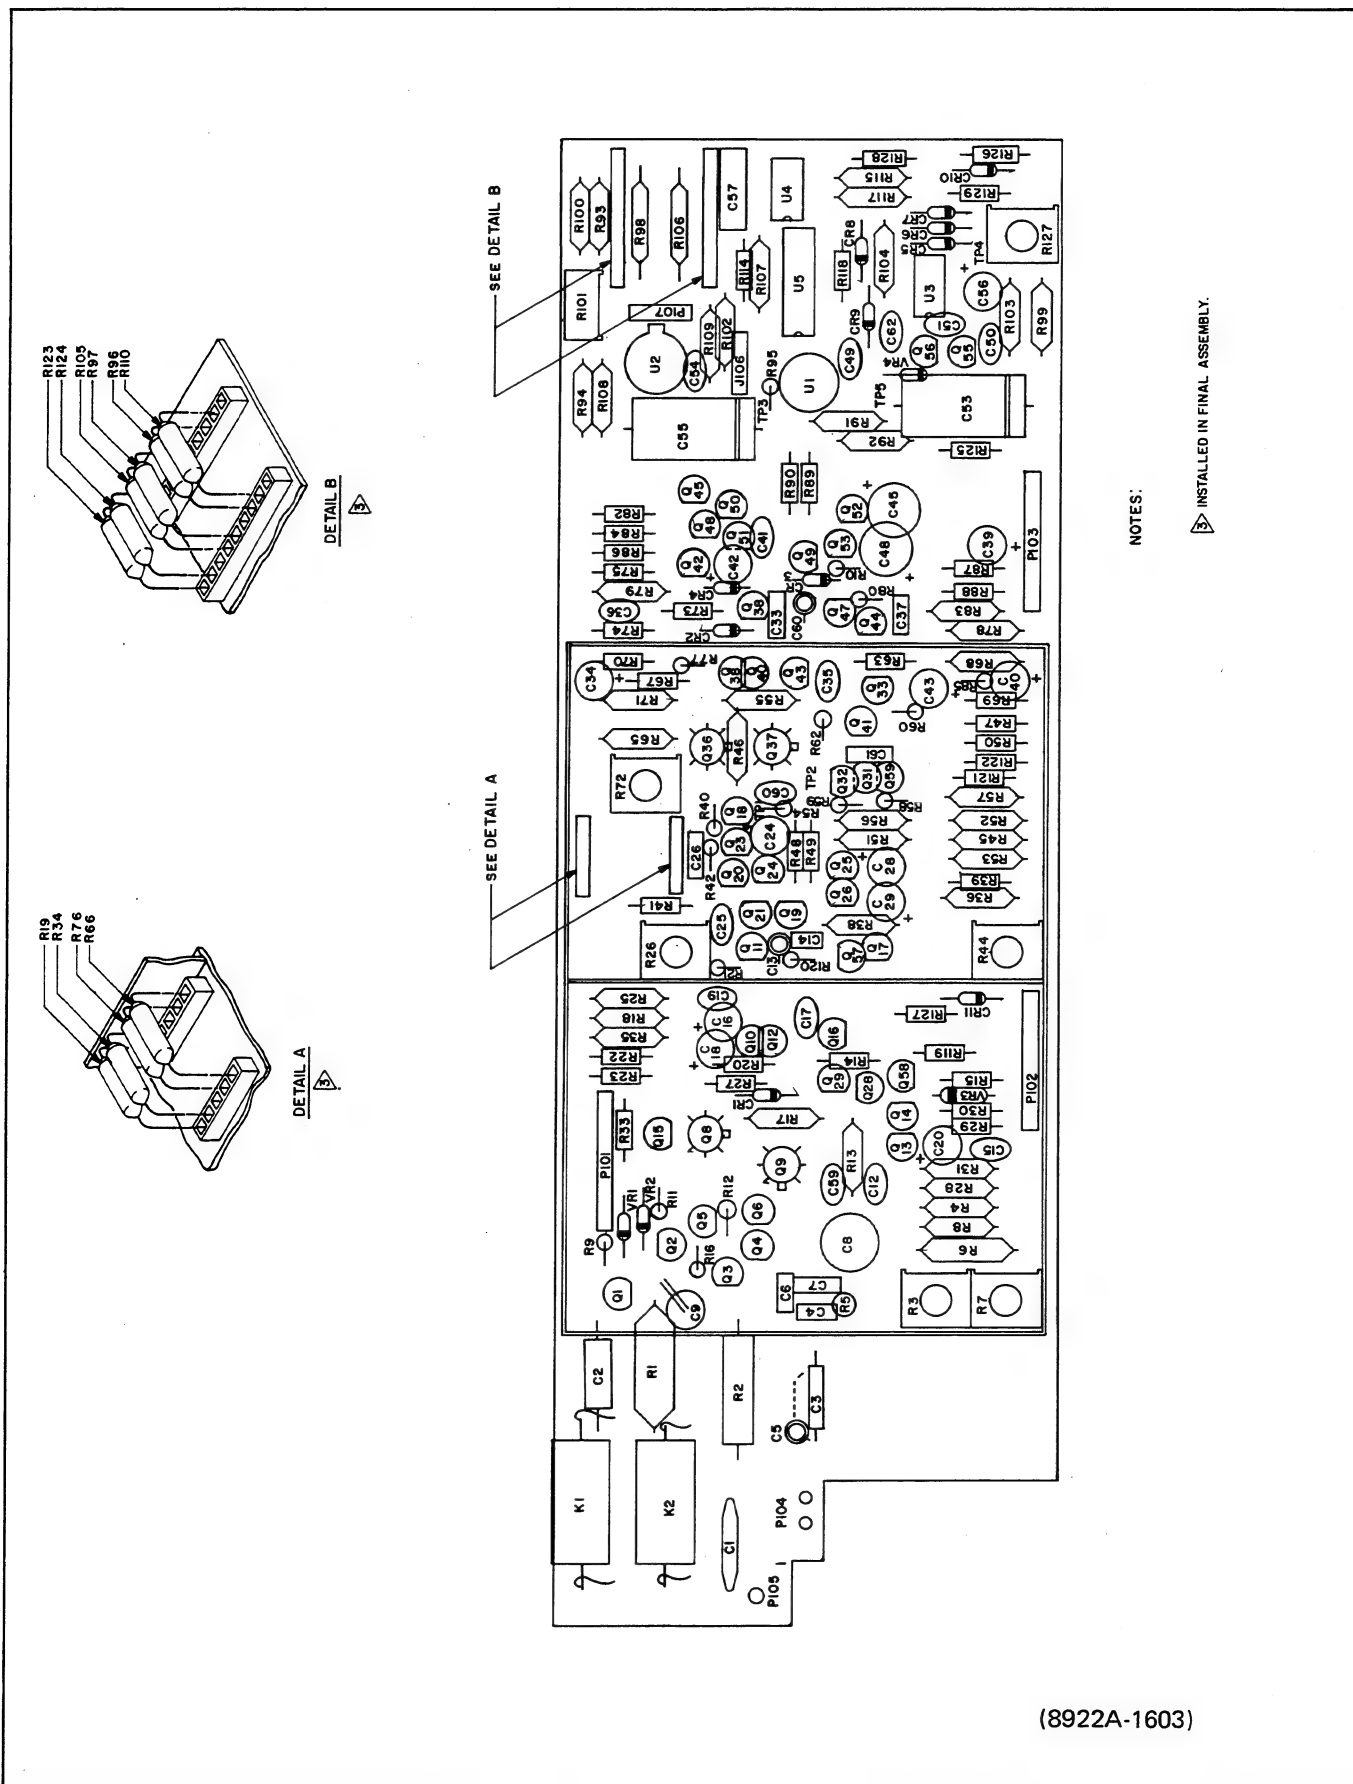 R123
R124
R105
R97
R96
R110
DETAIL B
3
SEE DETAIL B
R19
R34
R76
R66
DETAIL A
3
SEE DETAIL A
R100
R93
R98
R106
C57
U4
R128
R115
R117
R126
CR10
R129
R101
P107
R114
R107
U5
R118
CR8
R104
CR7
CR6
CR5
TP4
R127
U2
C54
R109
R102
J106
R95
U1
C49
CR9
C62
U3
C51
Q56
Q55
C50
C56
R103
R99
R94
R108
C55
TP3
R91
R92
TP5
VR4
C53
R125
R82
R84
R86
R75
R79
C36
R74
Q45
Q50
Q48
Q51
C41
Q42
C42
CR4
R73
CR2
Q38
C33
R90
R89
Q49
CR3
C60
Q52
Q53
R10
C45
C48
R80
Q47
Q44
C37
C39
R87
R88
R83
R78
P103
C34
R70
R67
R71
R77
Q38
Q40
Q43
R55
C35
R63
Q33
C43
R68
C40
R69
R65
Q36
R46
Q37
R62
Q41
R60
R47
R50
R122
R121
R57
R72
C61
Q32
Q31
Q59
TP2
C60
R58
R40
Q18
C24
Q23
R54
R56
R51
R52
R45
R53
C26
R42
Q20
Q24
R48
R49
Q25
Q26
C28
C29
R39
R36
R41
C25
Q21
Q19
Q11
C14
C13
R120
R38
Q57
Q17
R26
R21
R44
R25
R18
R35
R22
R23
C19
C16
C18
Q10
Q12
R20
R27
CR1
C17
Q16
R14
Q29
Q28
Q58
R127
CR11
R119
R15
VR3
R30
R29
P102
P101
R33
Q15
Q8
R17
Q9
R13
C59
C12
Q14
Q13
C20
C15
R31
R28
R4
R8
R6
VR1
VR2
R11
R9
Q2
Q5
R12
Q6
Q4
R16
Q3
C8
Q1
C9
C6
C7
C4
R5
R3
R7
C2
R1
R2
C5
C3
K1
K2
C1
P104
P105
NOTES:
3 INSTALLED IN FINAL ASSEMBLY.
(8922A-1603)